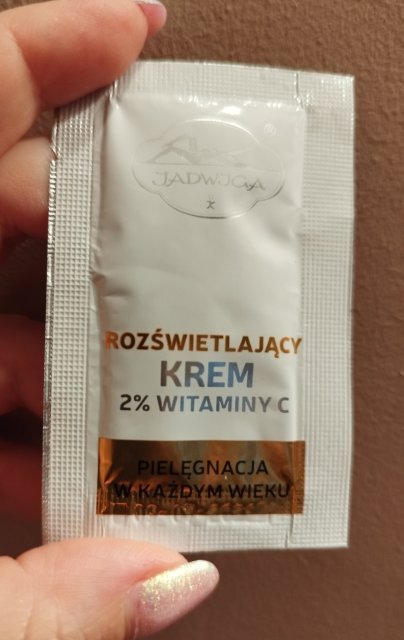 JADWIGA
®
ROZŚWIETLAJĄCY
KREM
2% WITAMINY C
PIELĘGNACJA
W KAŻDYM WIEKU